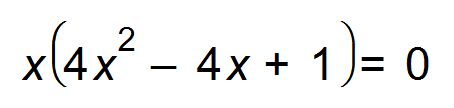 x(4x² – 4x + 1) = 0